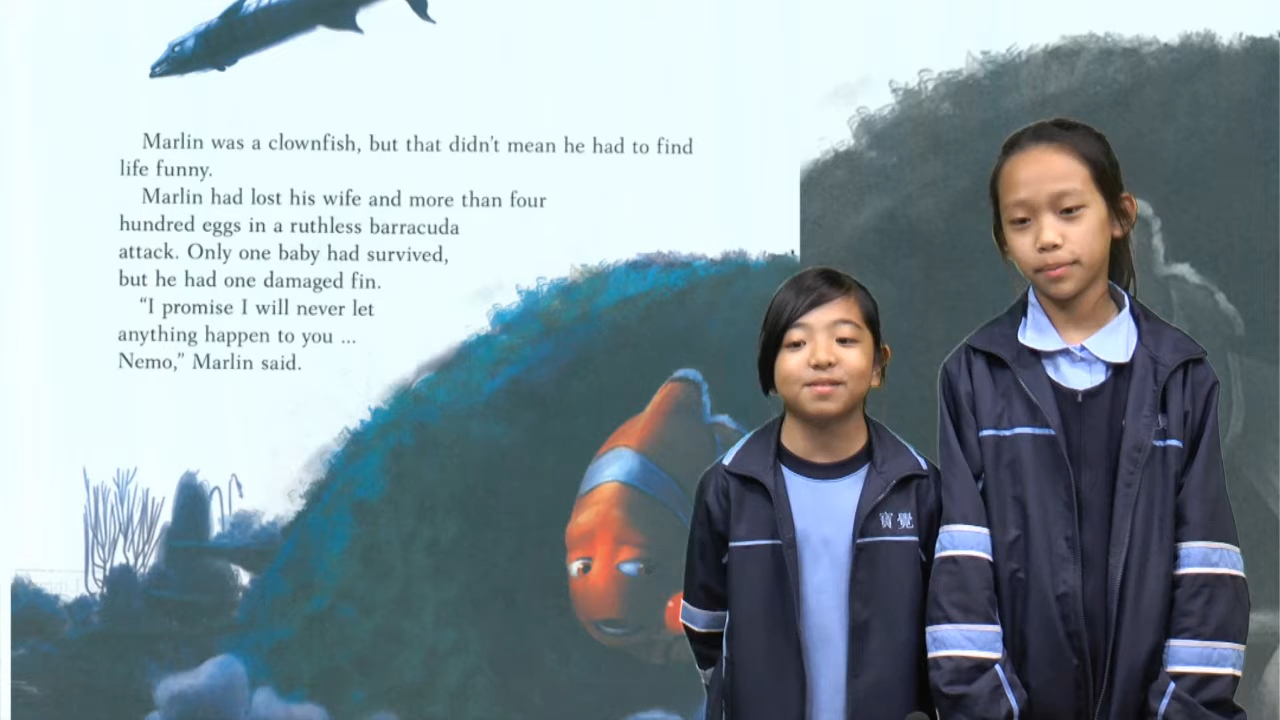 Marlin was a clownfish, but that didn't mean he had to find
life funny.
Marlin had lost his wife and more than four
hundred eggs in a ruthless barracuda
attack. Only one baby had survived,
but he had one damaged fin.
“I promise I will never let
anything happen to you ...
Nemo,” Marlin said.
寶覺